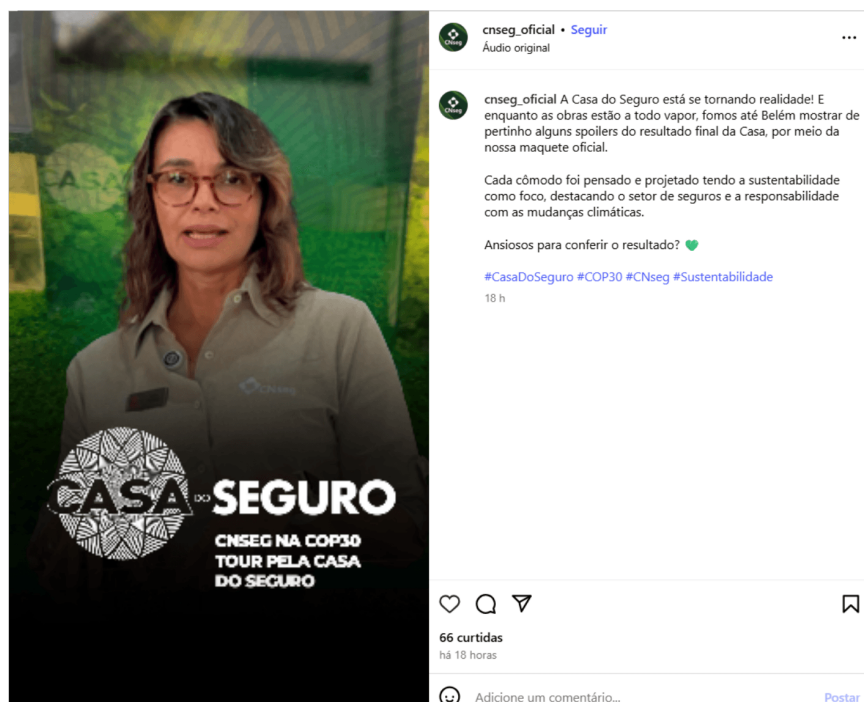 cnseg_oficial • Seguir
Áudio original
cnseg_oficial A Casa do Seguro está se tornando realidade! E
enquanto as obras estão a todo vapor, fomos até Belém mostrar de
pertinho alguns spoilers do resultado final da Casa, por meio da
nossa maquete oficial.
Cada cômodo foi pensado e projetado tendo a sustentabilidade
como foco, destacando o setor de seguros e a responsabilidade
com as mudanças climáticas.
Ansiosos para conferir o resultado? 💚
#CasaDoSeguro #COP30 #CNseg #Sustentabilidade
18 h
CASA
CNseg
CASA DO SEGURO
CNSEG NA COP30
TOUR PELA CASA
DO SEGURO
66 curtidas
há 18 horas
Adicione um comentário...
Postar